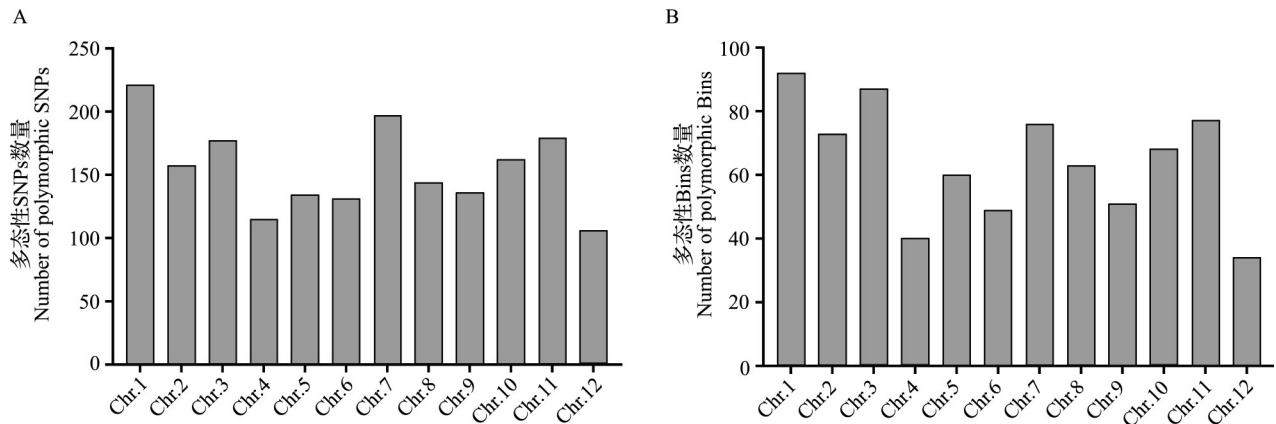 A
多态性SNPs数量
Number of polymorphic SNPs
250
200
150
100
50
0
Chr.1
Chr.2
Chr.3
Chr.4
Chr.5
Chr.6
Chr.7
Chr.8
Chr.9
Chr.10
Chr.11
Chr.12
B
多态性Bins数量
Number of polymorphic Bins
100
80
60
40
20
0
Chr.1
Chr.2
Chr.3
Chr.4
Chr.5
Chr.6
Chr.7
Chr.8
Chr.9
Chr.10
Chr.11
Chr.12